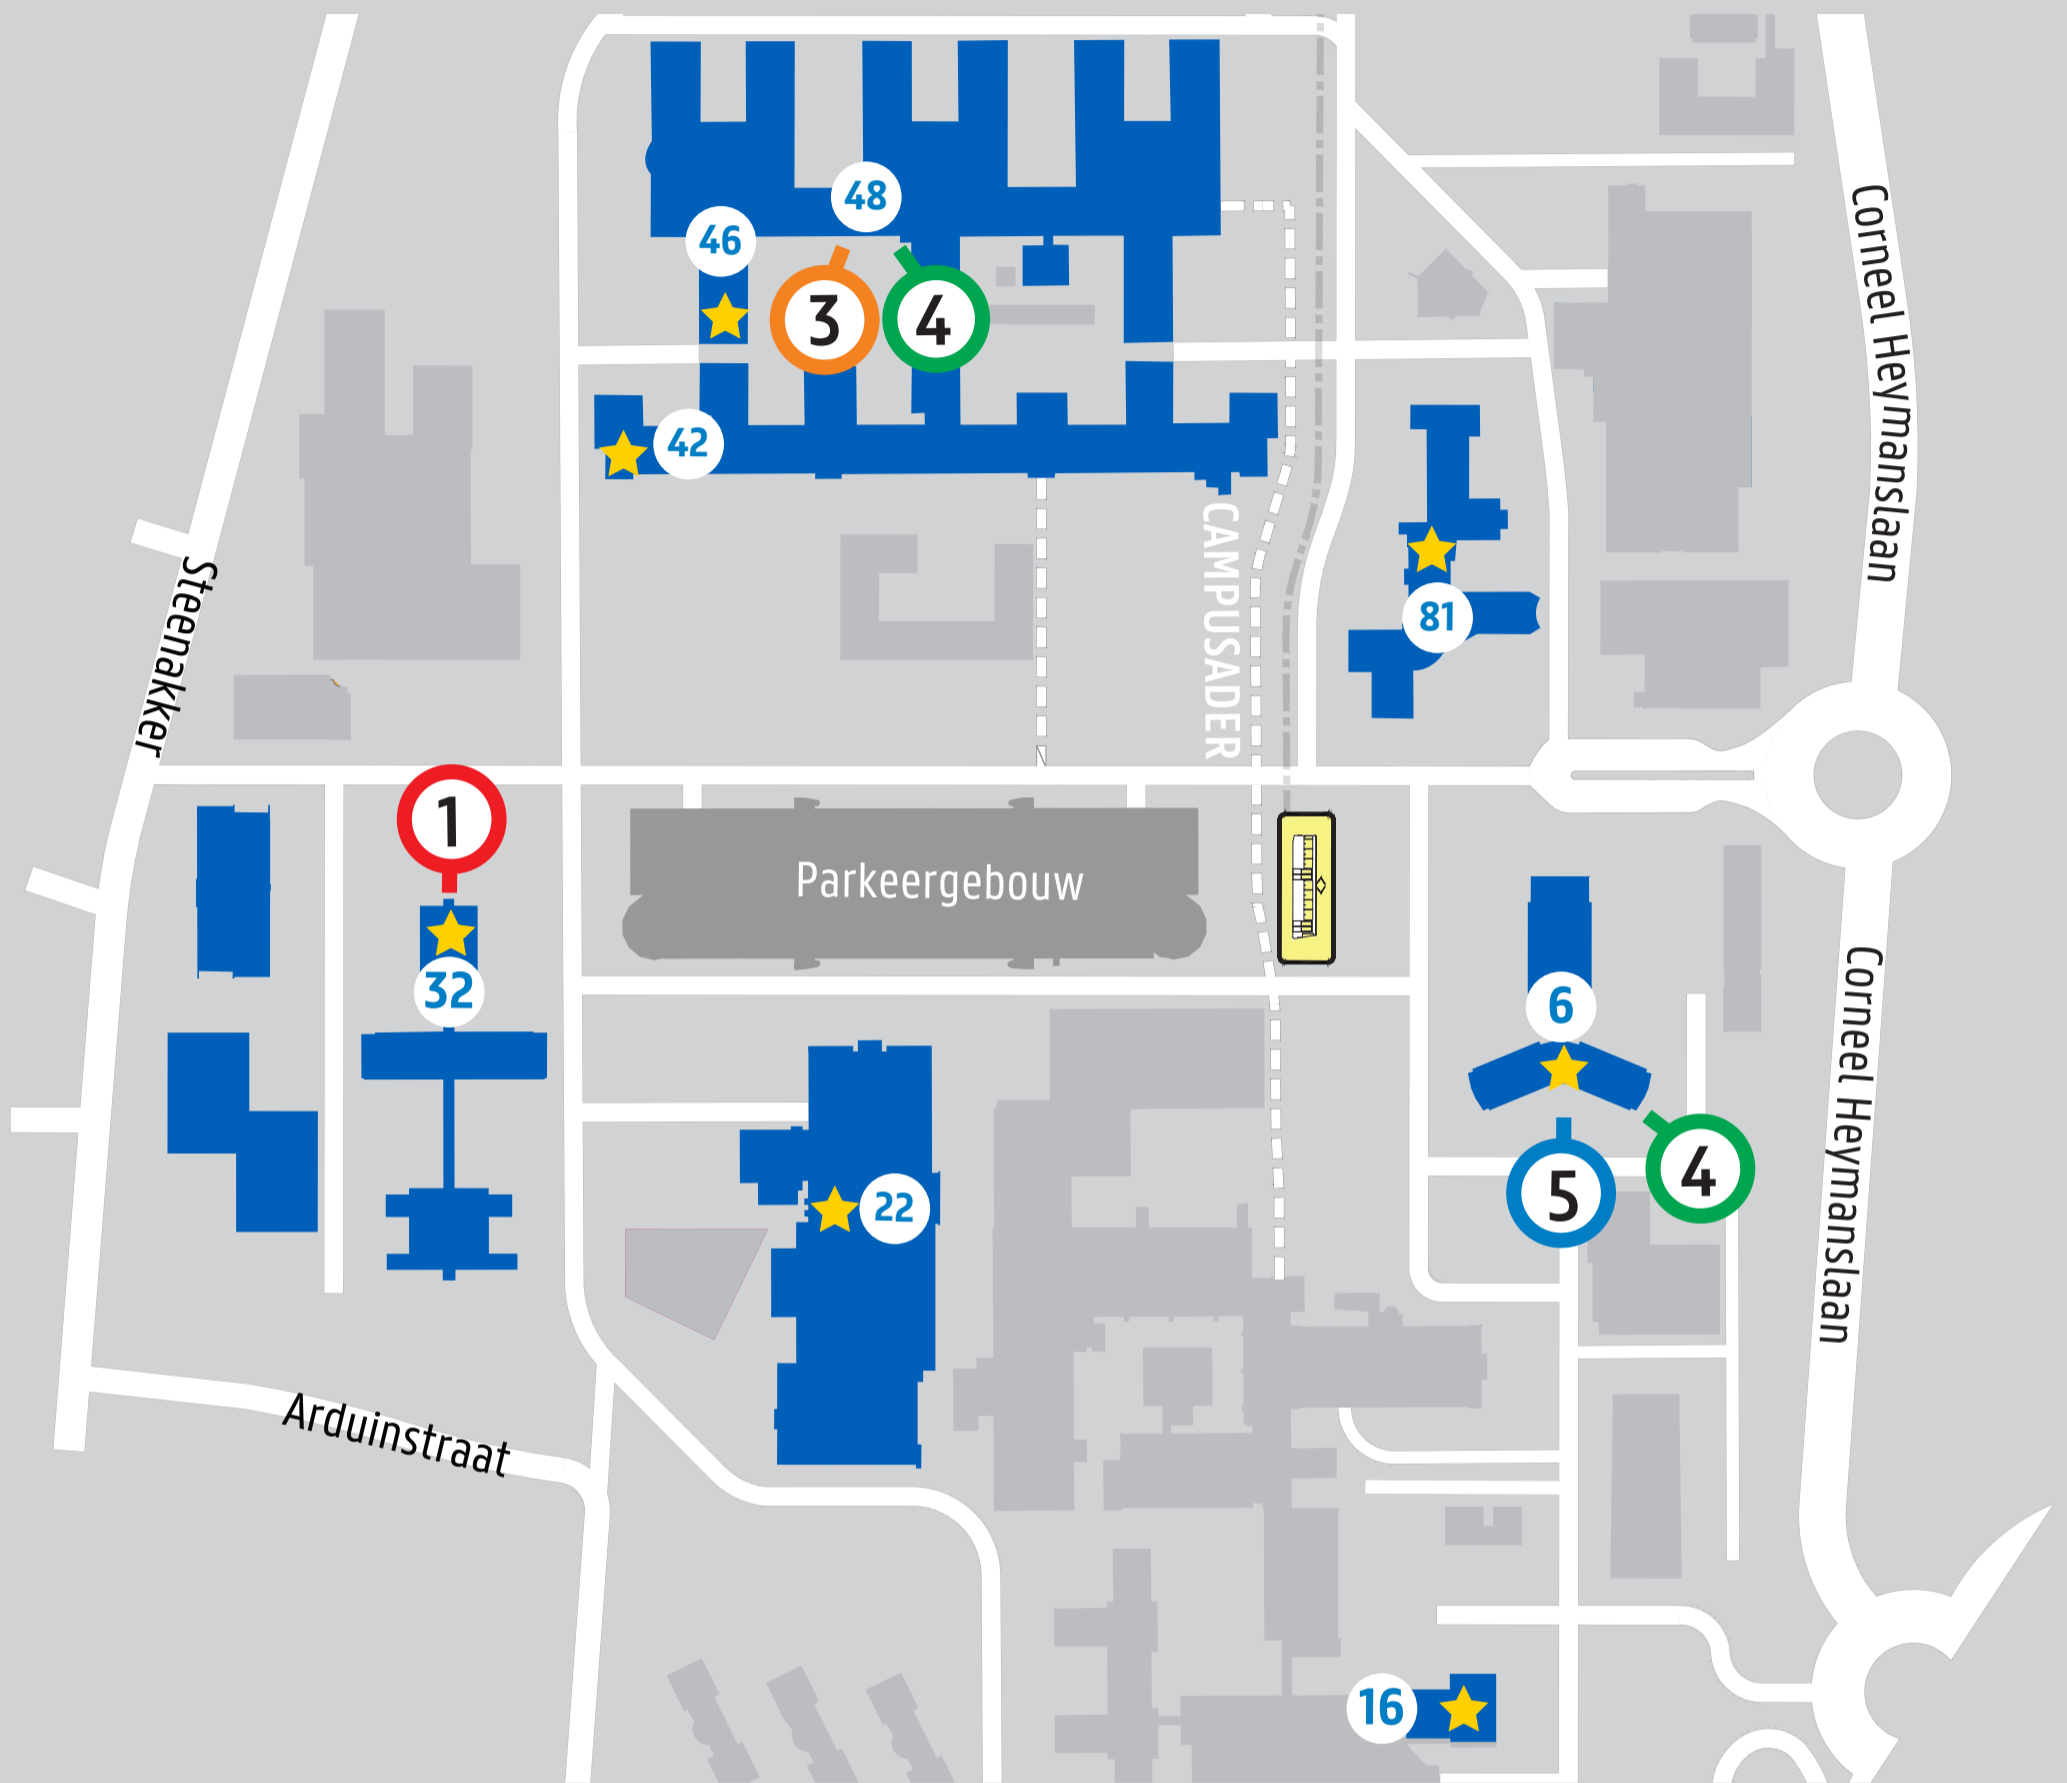 48
46
3
4
42
Corneel Heymanslaan
CAMPUSADER
81
Steenakker
1
Parkeergebouw
32
6
Corneel Heymanslaan
4
5
22
Arduinstraat
16